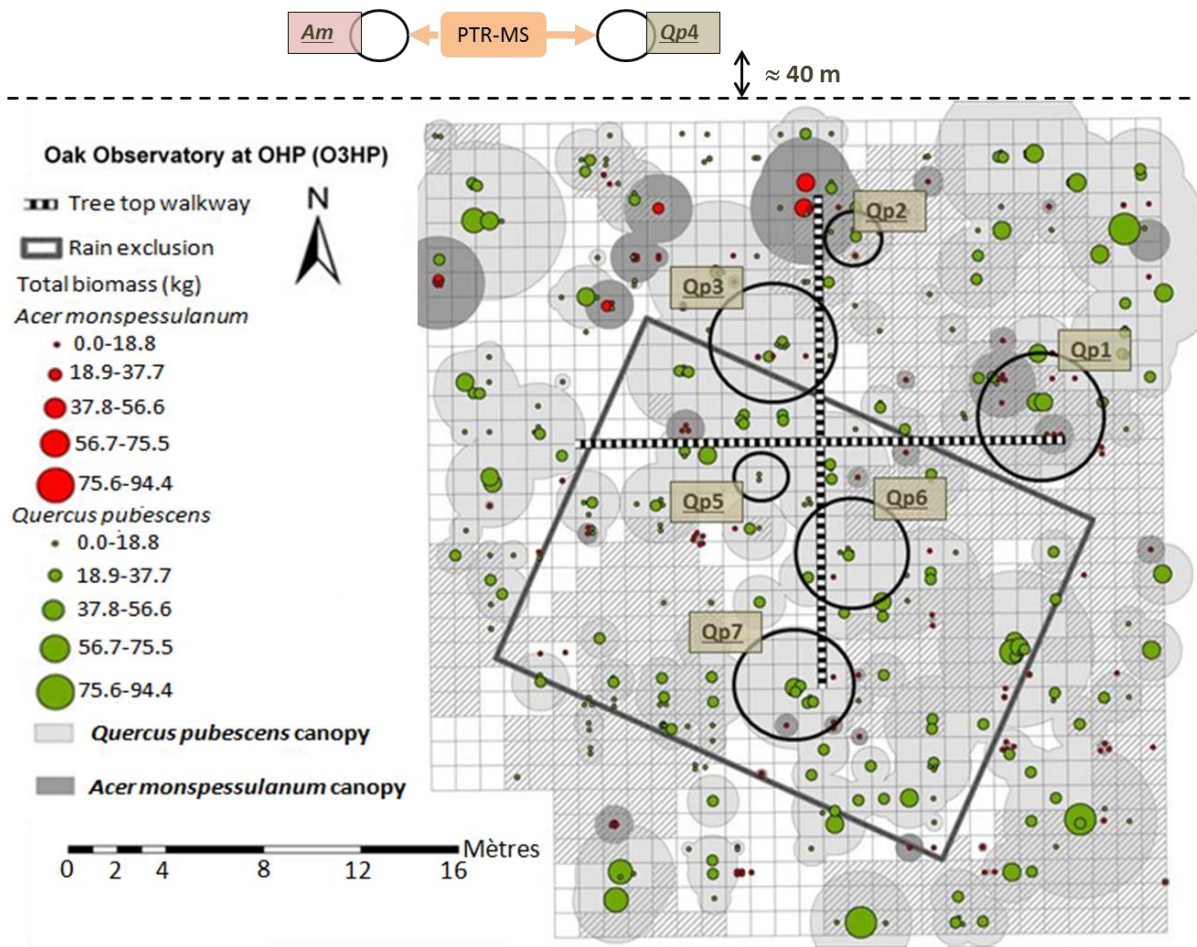 Am
PTR-MS
Qp4
≈ 40 m
Oak Observatory at OHP (O3HP)
Tree top walkway
N
Rain exclusion
Total biomass (kg)
Acer monspessulanum
0.0-18.8
18.9-37.7
37.8-56.6
56.7-75.5
75.6-94.4
Quercus pubescens
0.0-18.8
18.9-37.7
37.8-56.6
56.7-75.5
75.6-94.4
Quercus pubescens canopy
Acer monspessulanum canopy
Mètres
0 2 4 8 12 16
Qp2
Qp3
Qp1
Qp5
Qp6
Qp7